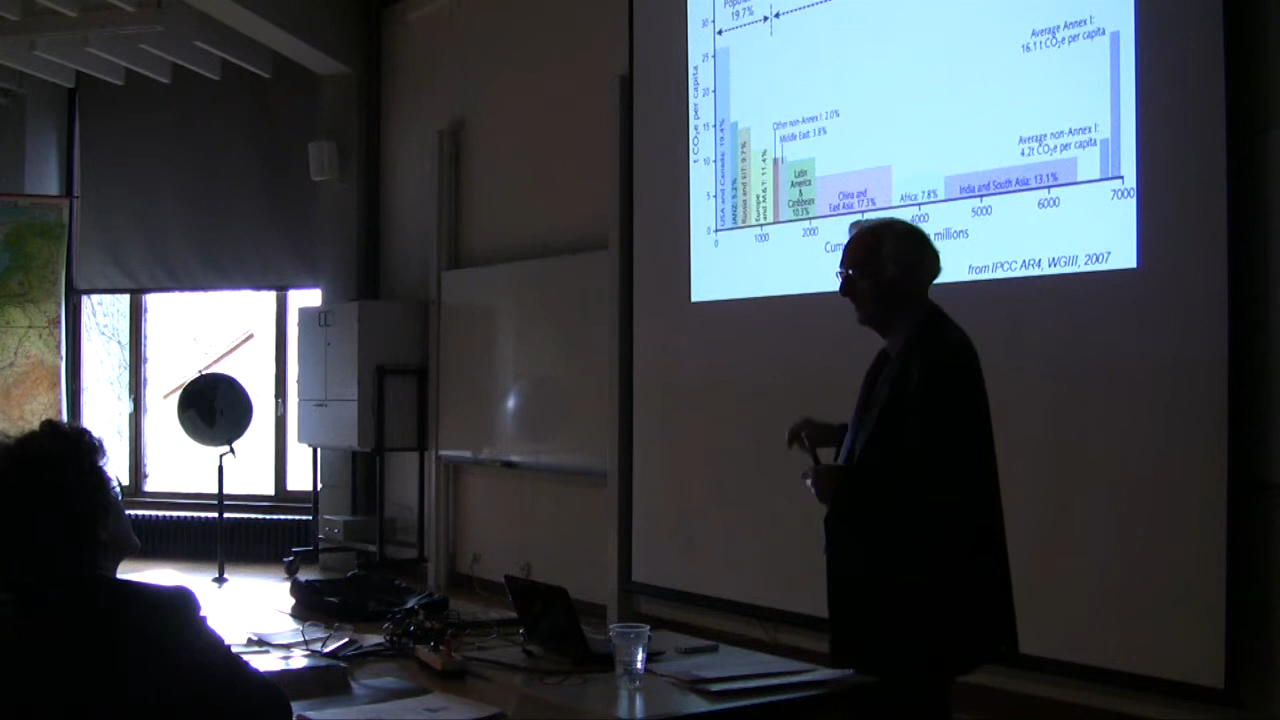 19.7%
30
25
20
15
10
5
0
t CO2e per capita
USA and Canada: 19.4%
JANZ: 5.2%
Russia and EIT: 9.7%
Europe
and M&T: 11.4%
Other non-Annex I: 2.0%
Middle East: 3.8%
Latin
America
&
Caribbean
10.3%
China and
East Asia: 17.3%
Africa: 7.8%
India and South Asia: 13.1%
Average Annex I:
16.1 t CO2e per capita
Average non-Annex I:
4.2t CO2e per capita
0
1000
2000
4000
5000
6000
7000
millions
from IPCC AR4, WGIII, 2007